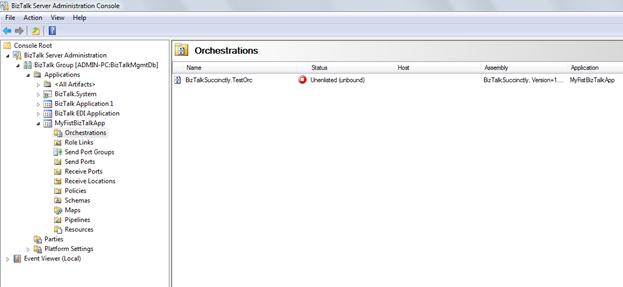 BizTalk Server Administration Console
File Action View Help
Console Root
BizTalk Server Administration
BizTalk Group [ADMIN-PC:BizTalkMgmtDb]
Applications
<All Artifacts>
BizTalk.System
BizTalk Application 1
BizTalk EDI Application
MyFistBizTalkApp
Orchestrations
Role Links
Send Port Groups
Send Ports
Receive Ports
Receive Locations
Policies
Schemas
Maps
Pipelines
Resources
Parties
Platform Settings
Event Viewer (Local)
Orchestrations
Name Status Host Assembly Application
BizTalkSuccinctly.TestOrc Unenlisted (unbound) BizTalkSuccinctly, Version=1.... MyFistBizTalkApp